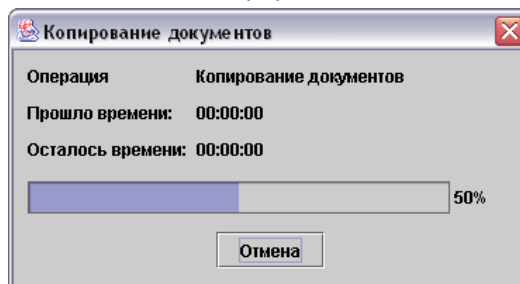 Копирование документов
Операция Копирование документов
Прошло времени: 00:00:00
Осталось времени: 00:00:00
50%
Отмена